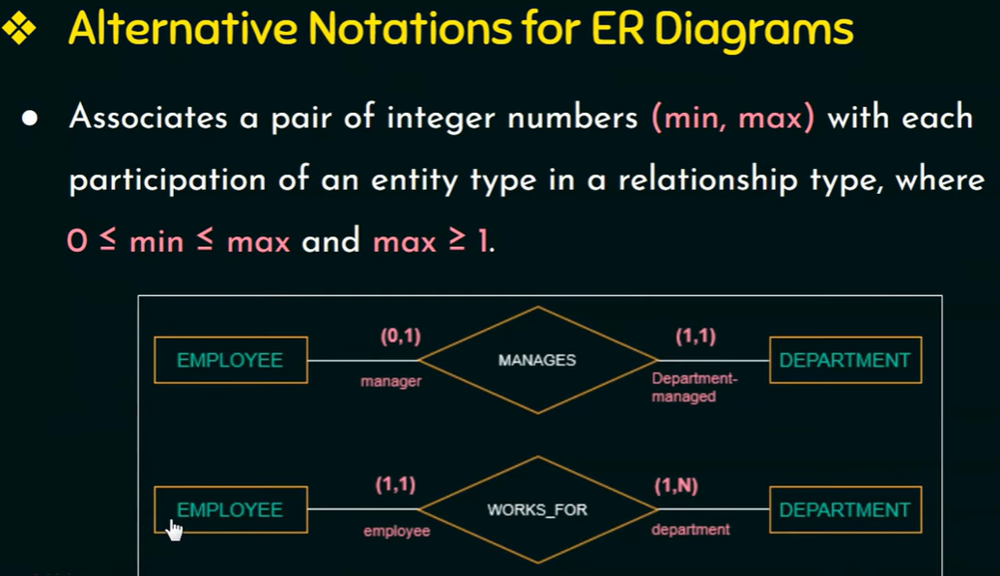 ❖ Alternative Notations for ER Diagrams
● Associates a pair of integer numbers (min, max) with each
participation of an entity type in a relationship type, where
0 ≤ min ≤ max and max ≥ 1.
(0,1)
(1,1)
EMPLOYEE
MANAGES
DEPARTMENT
manager
Department-
managed
(1,1)
(1,N)
EMPLOYEE
WORKS_FOR
DEPARTMENT
employee
department